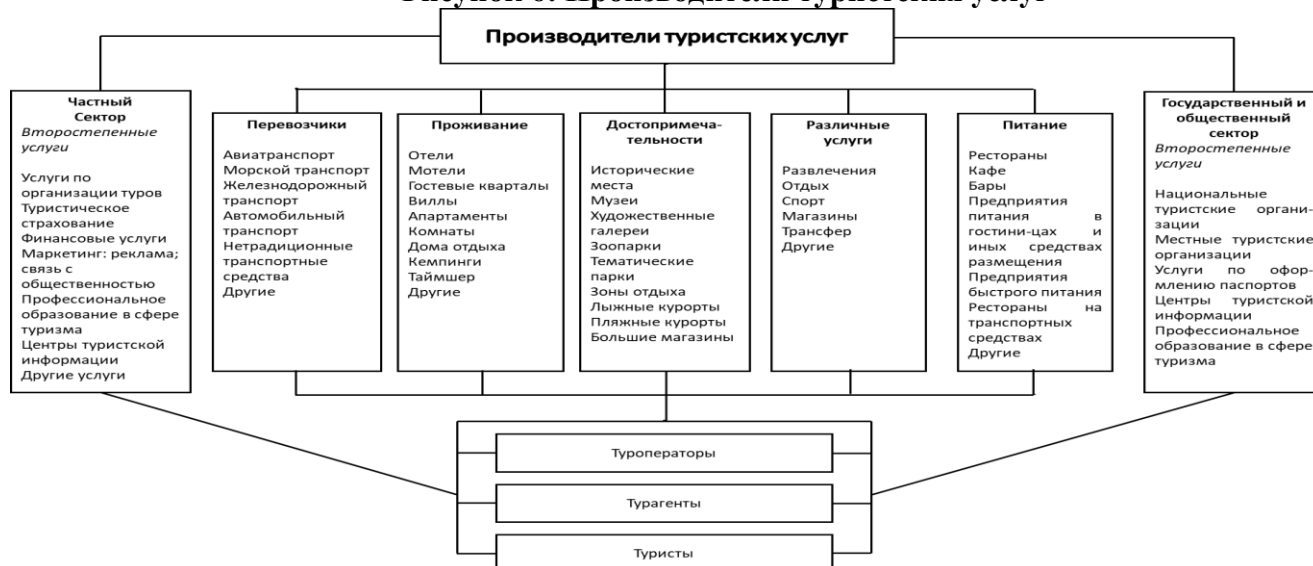 Рисунок Производители туристских услуг
Производители туристских услуг
Частный
Сектор
Второстепенные
услуги
Услуги по
организации туров
Туристическое
страхование
Финансовые услуги
Маркетинг: реклама;
связь с
общественностью
Профессиональное
образование в сфере
туризма
Центры туристской
информации
Другие услуги
Перевозчики
Авиатранспорт
Морской транспорт
Железнодорожный
транспорт
Автомобильный
транспорт
Нетрадиционные
транспортные
средства
Другие
Проживание
Отели
Мотели
Гостевые кварталы
Виллы
Апартаменты
Комнаты
Дома отдыха
Кемпинги
Таймшер
Другие
Достопримеча-
тельности
Исторические
места
Музеи
Художественные
галереи
Зоопарки
Тематические
парки
Зоны отдыха
Лыжные курорты
Пляжные курорты
Большие магазины
Различные
услуги
Развлечения
Отдых
Спорт
Магазины
Трансфер
Другие
Питание
Рестораны
Кафе
Бары
Предприятия
питания в
гостини-цах и
иных средствах
размещения
Предприятия
быстрого питания
Рестораны на
транспортных
средствах
Другие
Государственный и
общественный
сектор
Второстепенные
услуги
Национальные
туристские органи-
зации
Местные туристские
организации
Услуги по офор-
млению паспортов
Центры туристской
информации
Профессиональное
образование в сфере
туризма
Туроператоры
Турагенты
Туристы